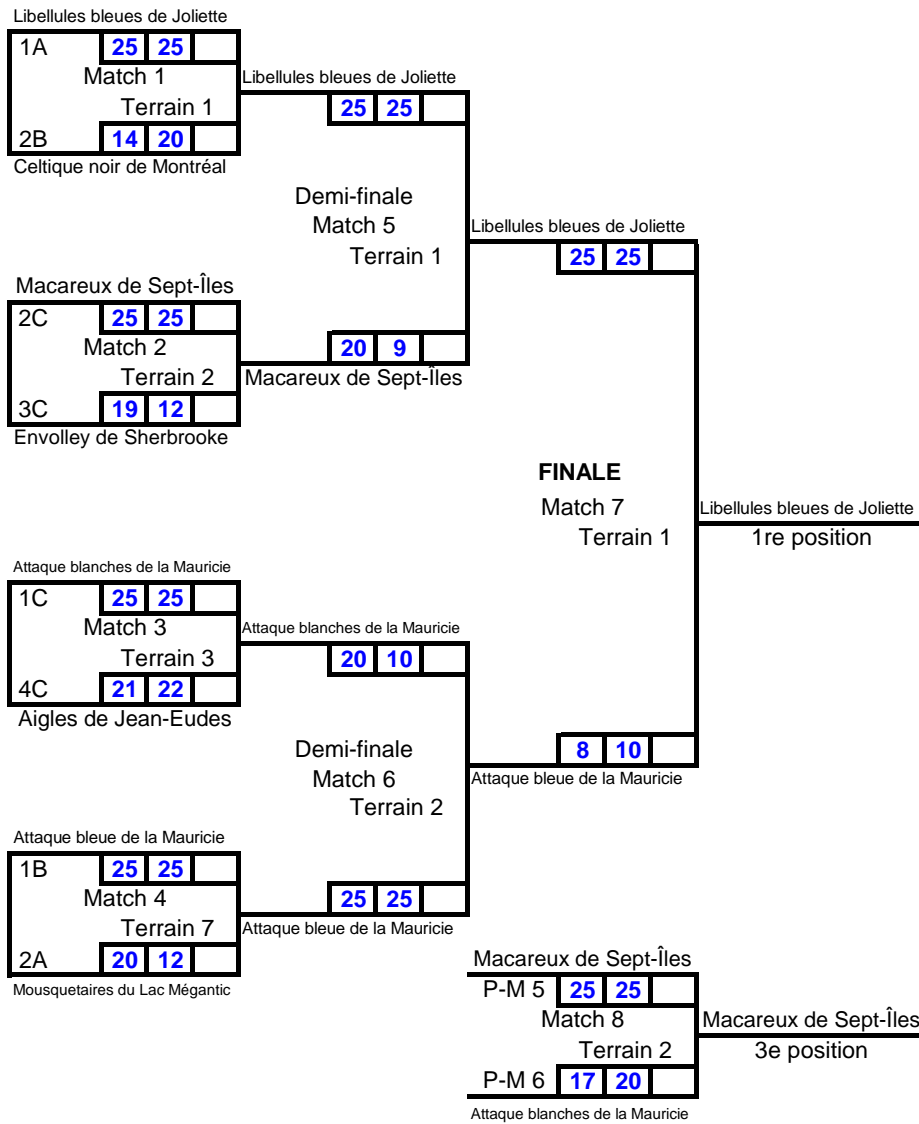 Libellules bleues de Joliette
1A 25 25
Match 1
Terrain 1
2B 14 20
Celtique noir de Montréal
Libellules bleues de Joliette
25 25
Demi-finale
Match 5
Terrain 1
20 9
Macareux de Sept-Îles
Macareux de Sept-Îles
2C 25 25
Match 2
Terrain 2
3C 19 12
Envolley de Sherbrooke
Libellules bleues de Joliette
25 25
FINALE
Match 7
Terrain 1
8 10
Attaque bleue de la Mauricie
Libellules bleues de Joliette
1re position
Attaque blanches de la Mauricie
1C 25 25
Match 3
Terrain 3
4C 21 22
Aigles de Jean-Eudes
Attaque blanches de la Mauricie
20 10
Demi-finale
Match 6
Terrain 2
25 25
Attaque bleue de la Mauricie
Attaque bleue de la Mauricie
1B 25 25
Match 4
Terrain 7
2A 20 12
Mousquetaires du Lac Mégantic
Macareux de Sept-Îles
P-M 5 25 25
Match 8
Terrain 2
P-M 6 17 20
Attaque blanches de la Mauricie
Macareux de Sept-Îles
3e position